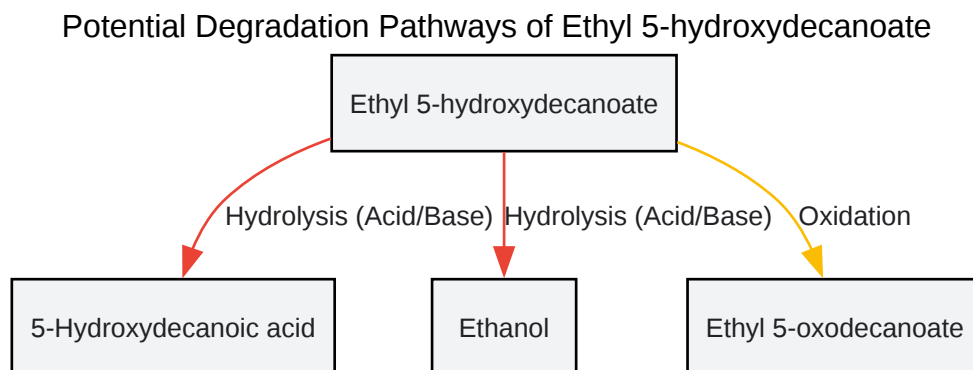 Potential Degradation Pathways of Ethyl 5-hydroxydecanoate
Ethyl 5-hydroxydecanoate
Hydrolysis (Acid/Base)
Hydrolysis (Acid/Base)
Oxidation
5-Hydroxydecanoic acid
Ethanol
Ethyl 5-oxodecanoate